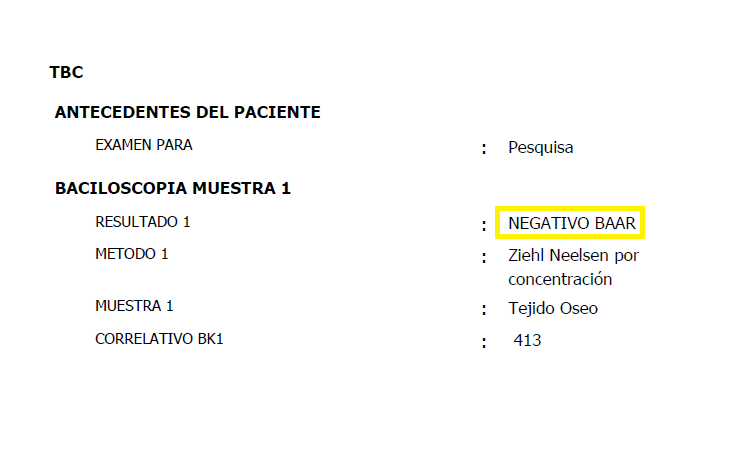 TBC
ANTECEDENTES DEL PACIENTE
EXAMEN PARA : Pesquisa
BACILOSCOPIA MUESTRA 1
RESULTADO 1 : NEGATIVO BAAR
METODO 1 : Ziehl Neelsen por
concentración
MUESTRA 1 : Tejido Oseo
CORRELATIVO BK1 : 413